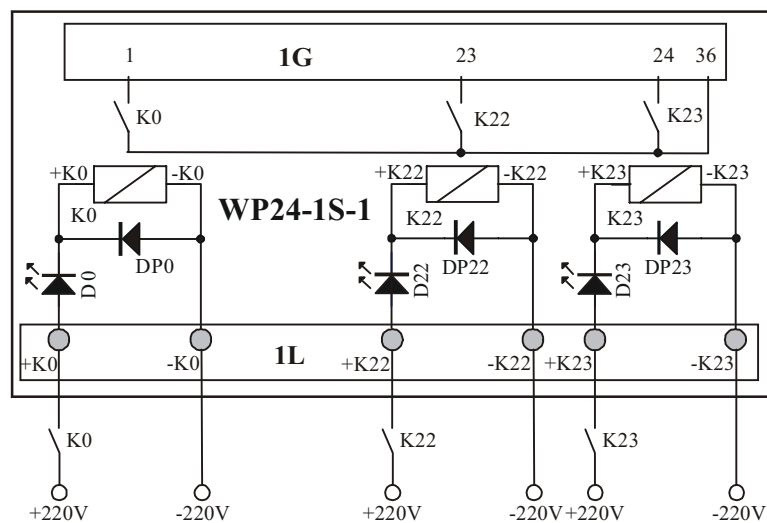 1 1G 23 24 36
K0 K22 K23
+K0 -K0 +K22 -K22 +K23 -K23
K0 WP24-1S-1 K22 K23
DP0 DP22 DP23
D0 D22 D23
+K0 -K0 1L +K22 -K22 +K23 -K23
K0 K22 K23
+220V -220V +220V -220V +220V -220V